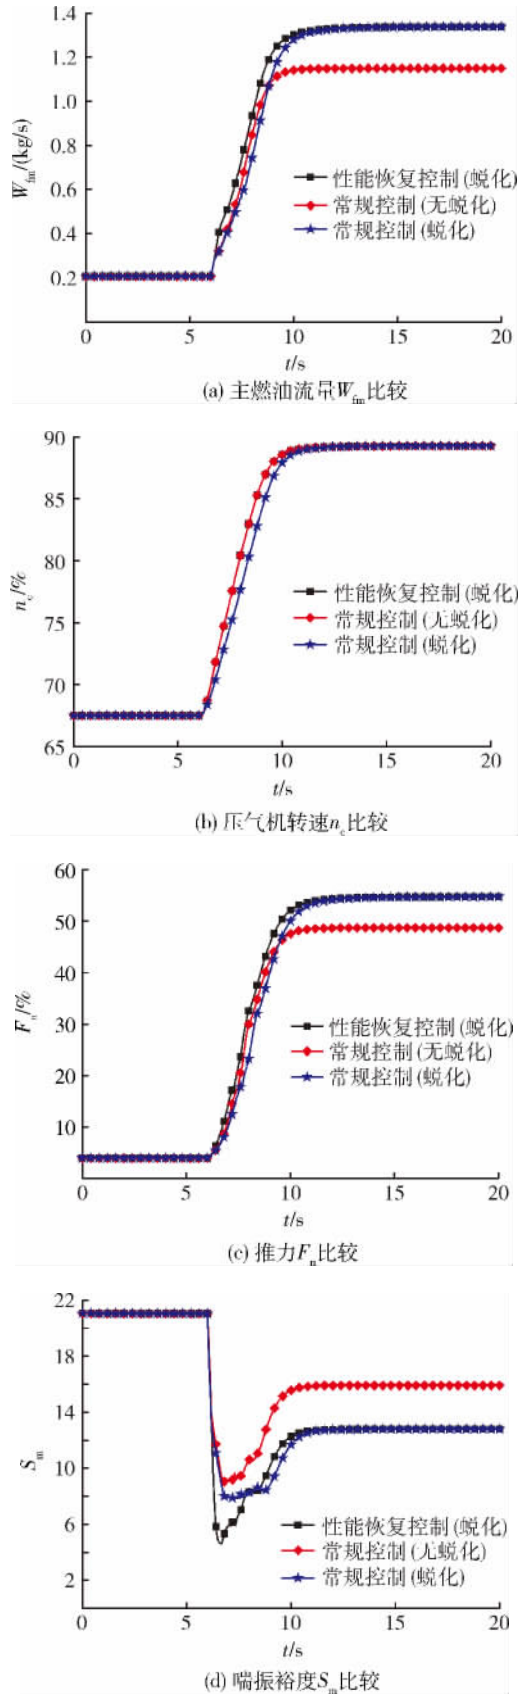 1.4
1.2
1.0
0.8
0.6
0.4
0.2
W_fm/(kg/s)
性能恢复控制(蜕化)
常规控制(无蜕化)
常规控制(蜕化)
0 5 10 15 20
t/s
(a) 主燃油流量W_fm比较
90
85
80
75
70
65
n_c/%
性能恢复控制(蜕化)
常规控制(无蜕化)
常规控制(蜕化)
0 5 10 15 20
t/s
(b) 压气机转速n_c比较
60
50
40
30
20
10
F_n/%
性能恢复控制(蜕化)
常规控制(无蜕化)
常规控制(蜕化)
0 5 10 15 20
t/s
(c) 推力F_n比较
22
18
14
10
6
2
S_m
性能恢复控制(蜕化)
常规控制(无蜕化)
常规控制(蜕化)
0 5 10 15 20
t/s
(d) 喘振裕度S_m比较